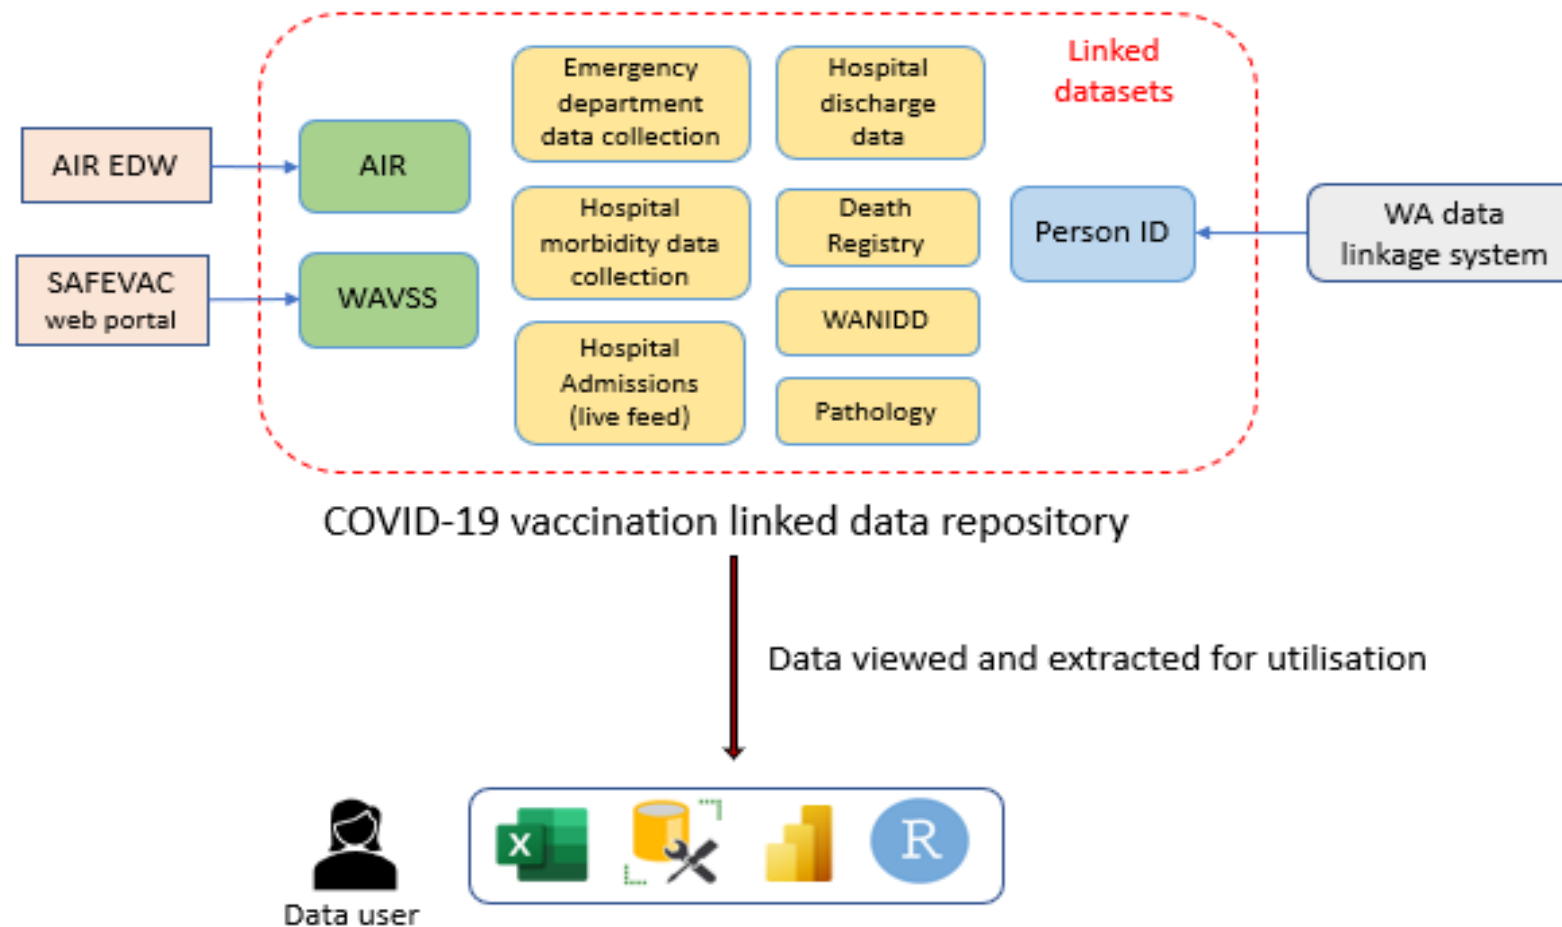 Linked
datasets
AIR EDW
SAFEVAC
web portal
AIR
WAVSS
Emergency
department
data collection
Hospital
morbidity data
collection
Hospital
Admissions
(live feed)
Hospital
discharge
data
Death
Registry
WANIDD
Pathology
Person ID
WA data
linkage system
COVID-19 vaccination linked data repository
Data viewed and extracted for utilisation
Data user
X
R